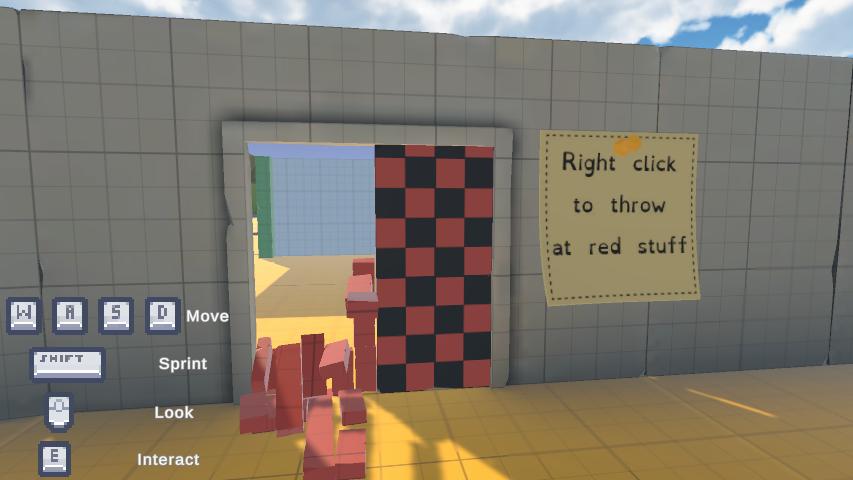 Right click
to throw
at red stuff
W A S D Move
SHIFT Sprint
Look
E Interact